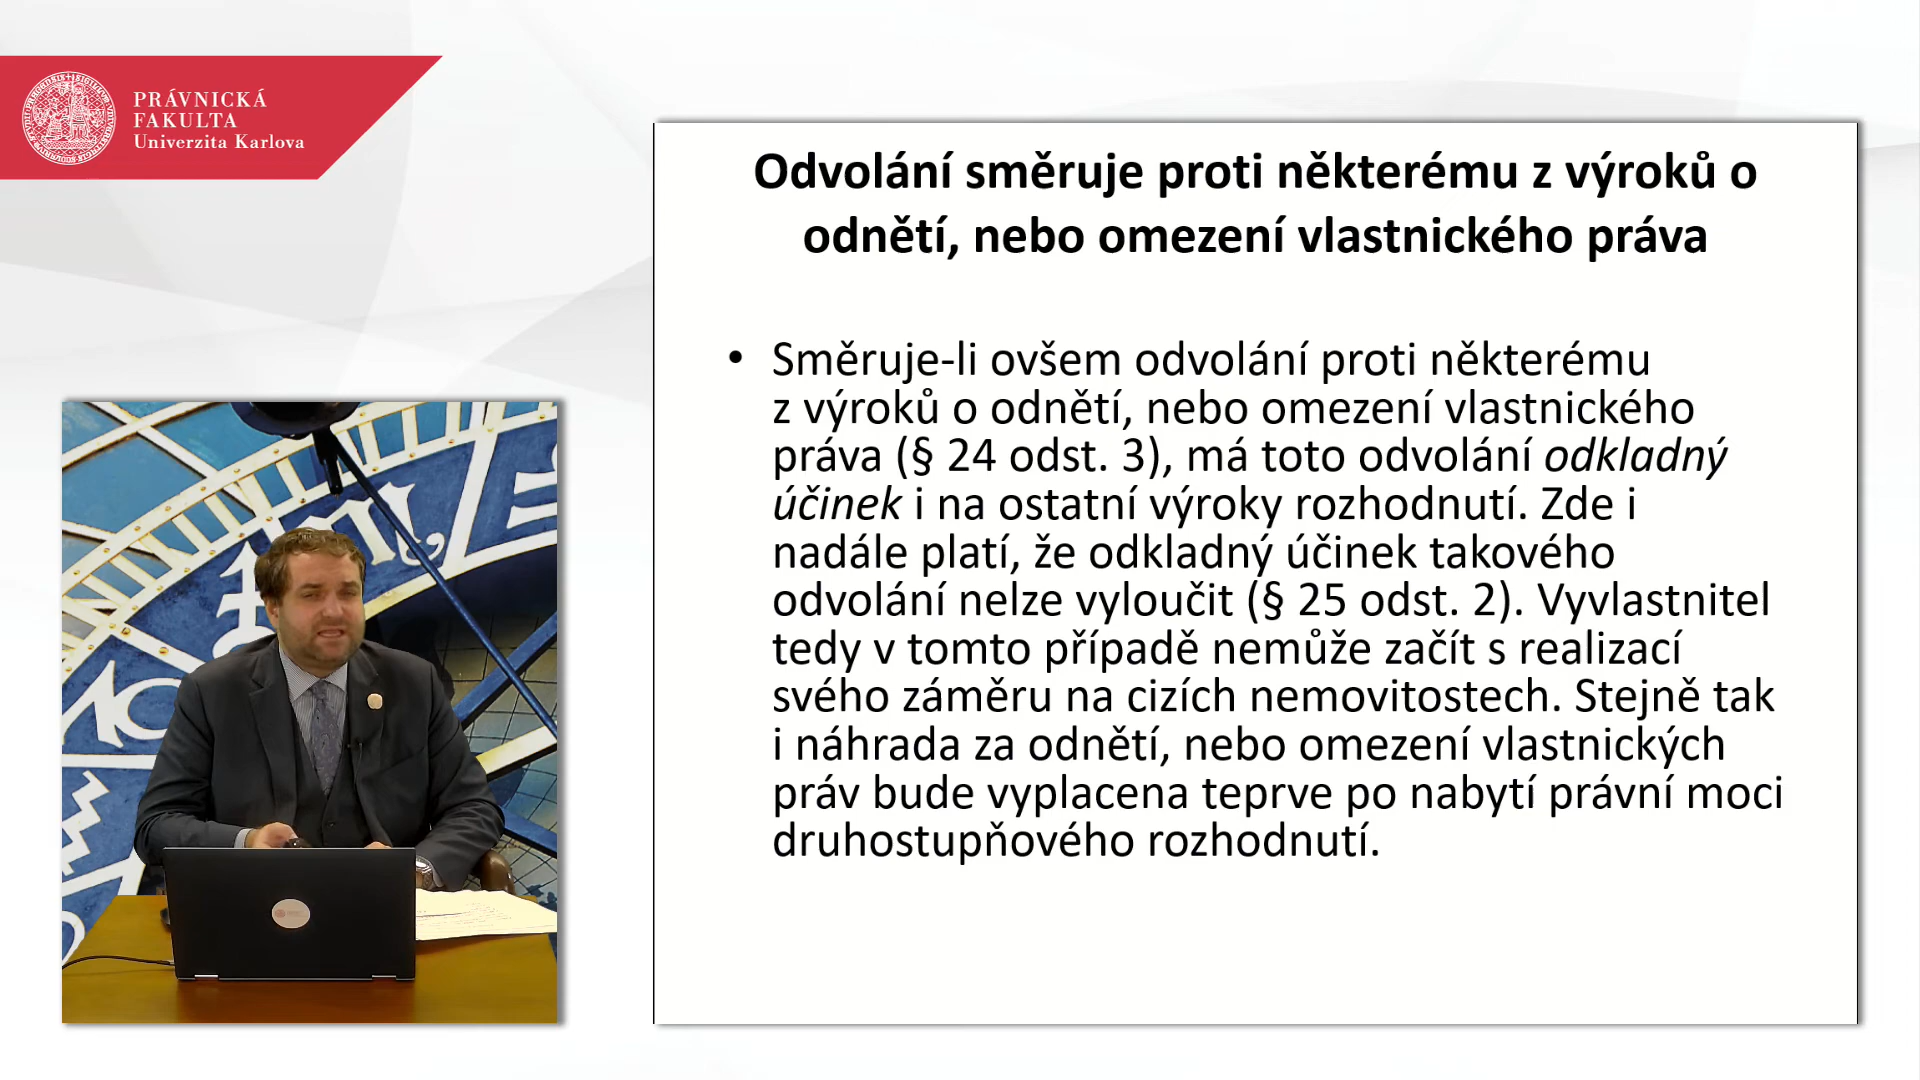 PRÁVNICKÁ
FAKULTA
Univerzita Karlova
Odvolání směruje proti některému z výroků o
odnětí, nebo omezení vlastnického práva
• Směruje-li ovšem odvolání proti některému
z výroků o odnětí, nebo omezení vlastnického
práva (§ 24 odst. 3), má toto odvolání odkladný
účinek i na ostatní výroky rozhodnutí. Zde i
nadále platí, že odkladný účinek takového
odvolání nelze vyloučit (§ 25 odst. 2). Vyvlastnitel
tedy v tomto případě nemůže začít s realizací
svého záměru na cizích nemovitostech. Stejně tak
i náhrada za odnětí, nebo omezení vlastnických
práv bude vyplacena teprve po nabytí právní moci
druhostupňového rozhodnutí.